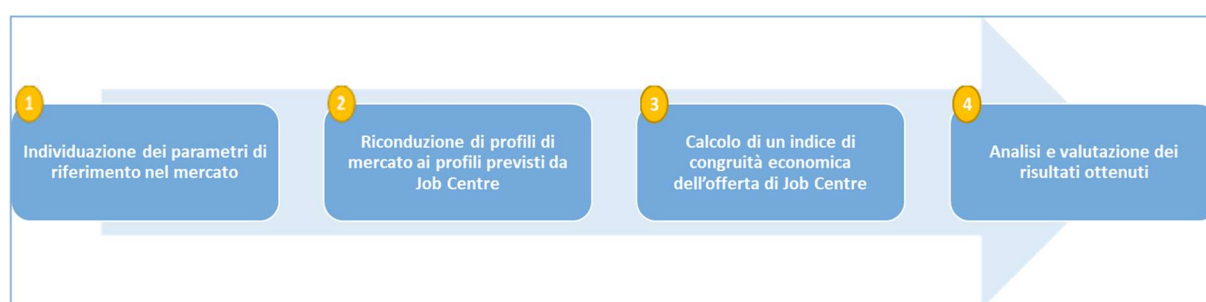 1
Individuazione dei parametri di
riferimento nel mercato
2
Riconduzione di profili di
mercato ai profili previsti da
Job Centre
3
Calcolo di un indice di
congruità economica
dell'offerta di Job Centre
4
Analisi e valutazione dei
risultati ottenuti